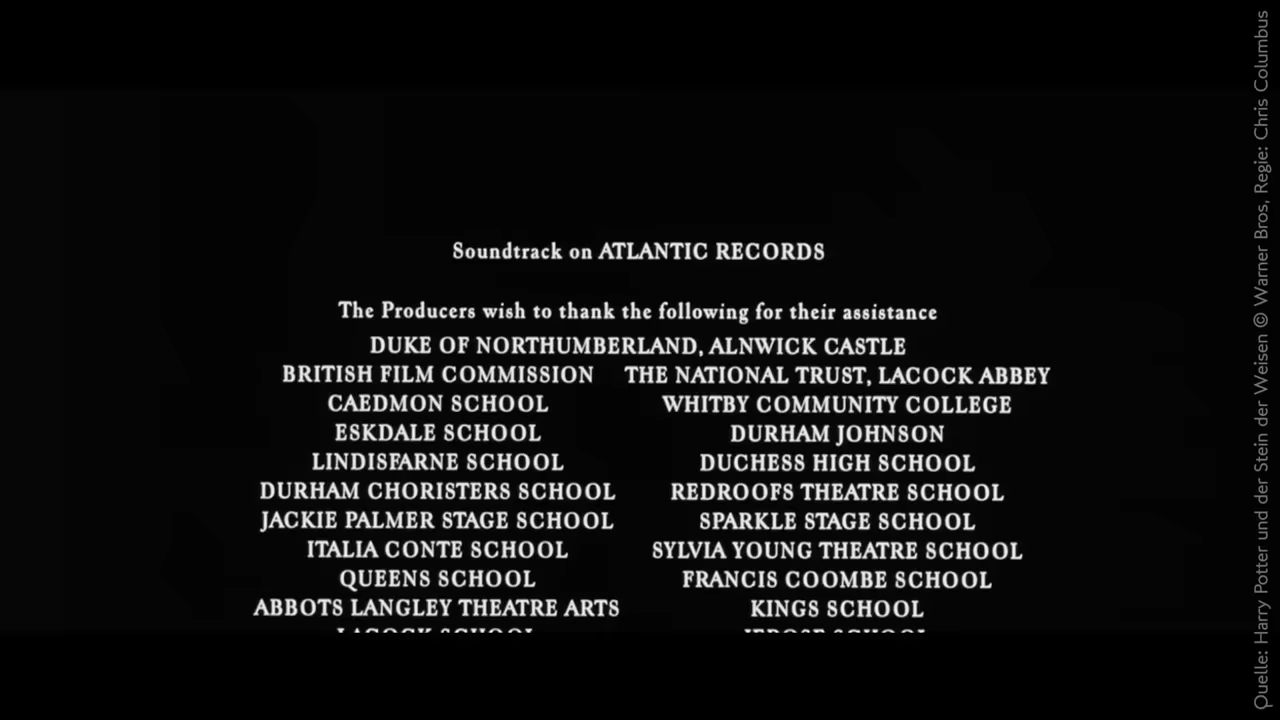 Soundtrack on ATLANTIC RECORDS
The Producers wish to thank the following for their assistance
DUKE OF NORTHUMBERLAND, ALNWICK CASTLE
BRITISH FILM COMMISSION THE NATIONAL TRUST, LACOCK ABBEY
CAEDMON SCHOOL WHITBY COMMUNITY COLLEGE
ESKDALE SCHOOL DURHAM JOHNSON
LINDISFARNE SCHOOL DUCHESS HIGH SCHOOL
DURHAM CHORISTERS SCHOOL REDROOFS THEATRE SCHOOL
JACKIE PALMER STAGE SCHOOL SPARKLE STAGE SCHOOL
ITALIA CONTE SCHOOL SYLVIA YOUNG THEATRE SCHOOL
QUEENS SCHOOL FRANCIS COOMBE SCHOOL
ABBOTS LANGLEY THEATRE ARTS KINGS SCHOOL
LACOCK SCHOOL SCHOOL
Quelle: Harry Potter und der Stein der Weisen © Warner Bros, Regie: Chris Columbus